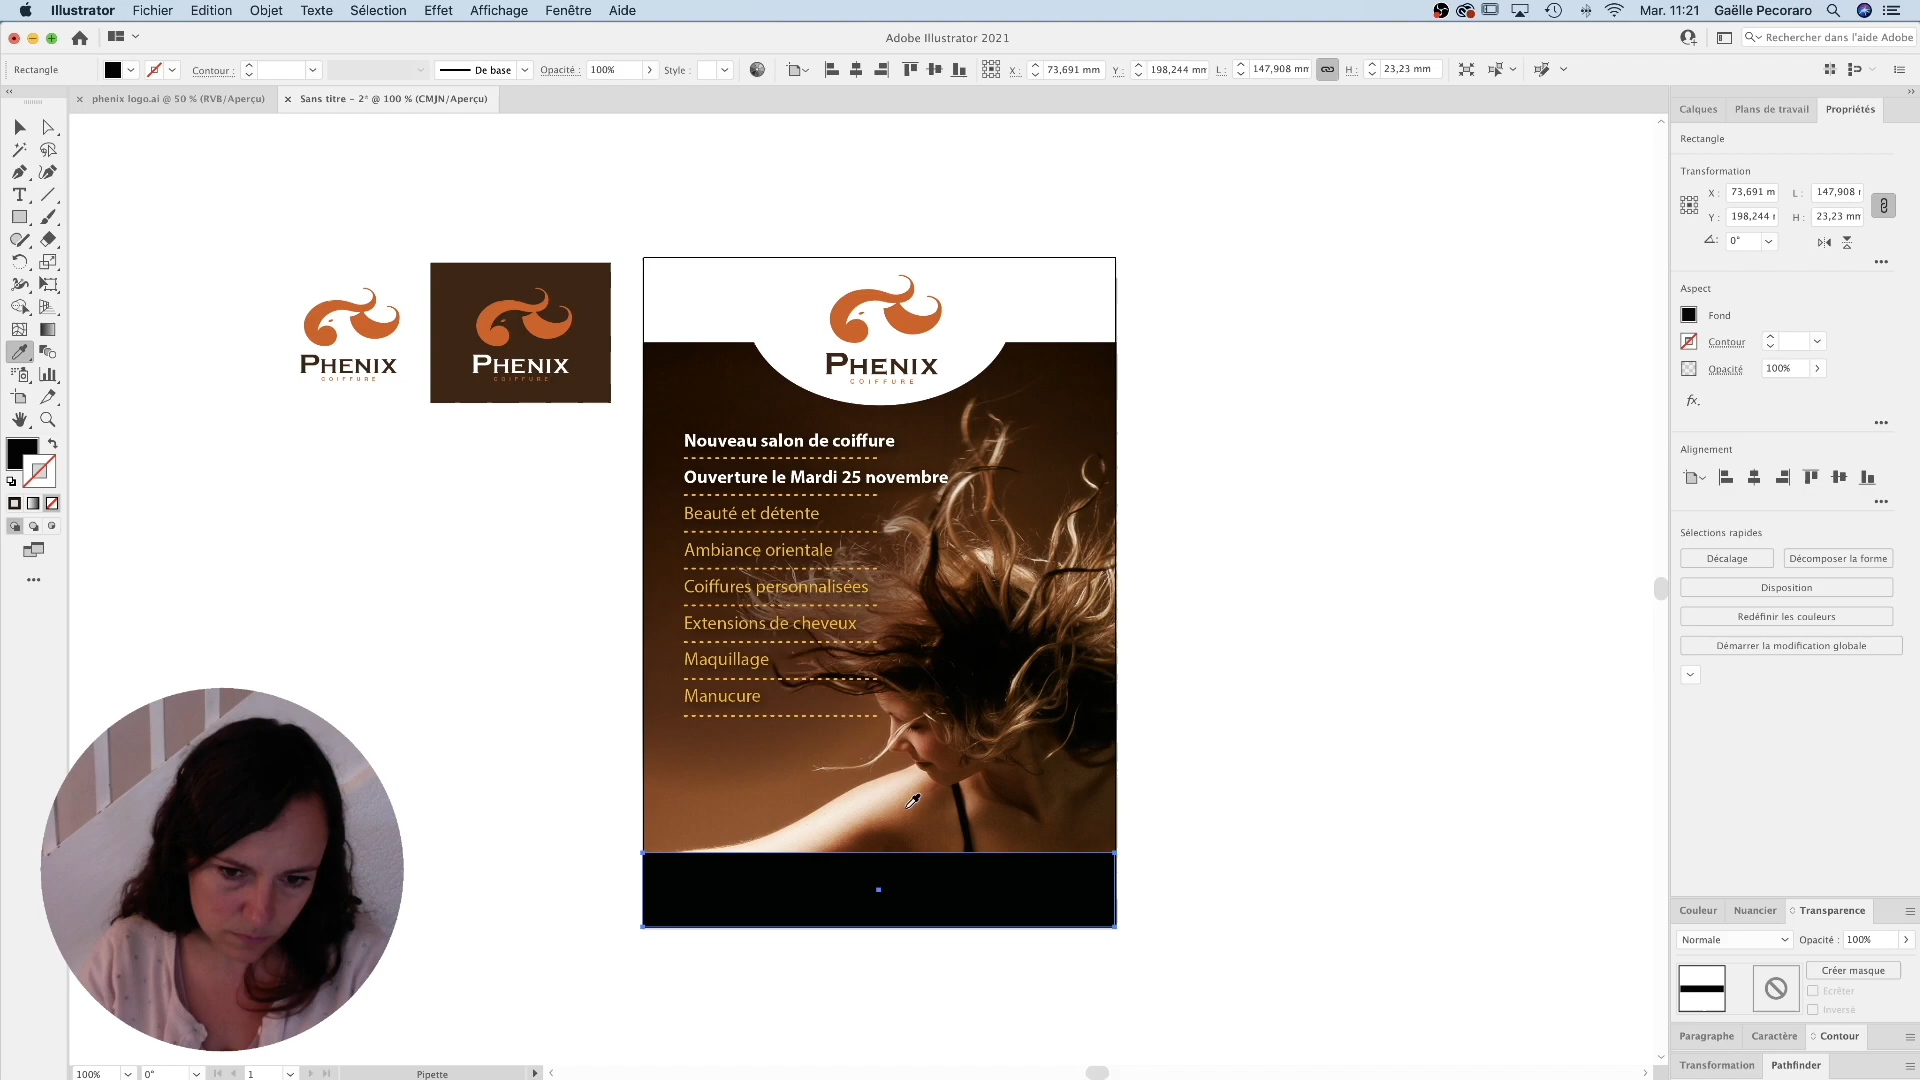 Illustrator Fichier Edition Objet Texte Sélection Effet Affichage Fenêtre Aide Mar. 11:21 Gaëlle Pecoraro
Adobe Illustrator 2021 Rechercher dans l'aide Adobe
Rectangle Contour : De base Opacité : 100% Style : X : 73,691 mm Y : 198,244 mm L : 147,908 mm H : 23,23 mm
phenix logo.ai @ 50 % (RVB/Aperçu) Sans titre – 2* @ 100 % (CMJN/Aperçu)
PHENIX
COIFFURE
PHENIX
COIFFURE
PHENIX
COIFFURE
Nouveau salon de coiffure
Ouverture le Mardi 25 novembre
Beauté et détente
Ambiance orientale
Coiffures personnalisées
Extensions de cheveux
Maquillage
Manucure
Calques Plans de travail Propriétés
Rectangle
Transformation
X : 73,691 m L : 147,908 r
Y : 198,244 r H : 23,23 mm
0°
Aspect
Fond
Contour
Opacité 100%
fx.
Alignement
Sélections rapides
Décalage Décomposer la forme
Disposition
Redéfinir les couleurs
Démarrer la modification globale
Couleur Nuancier Transparence
Normale Opacité : 100%
Créer masque
Ecrêter
Inversé
Paragraphe Caractère Contour
Transformation Pathfinder
100% 0° 1 Pipette